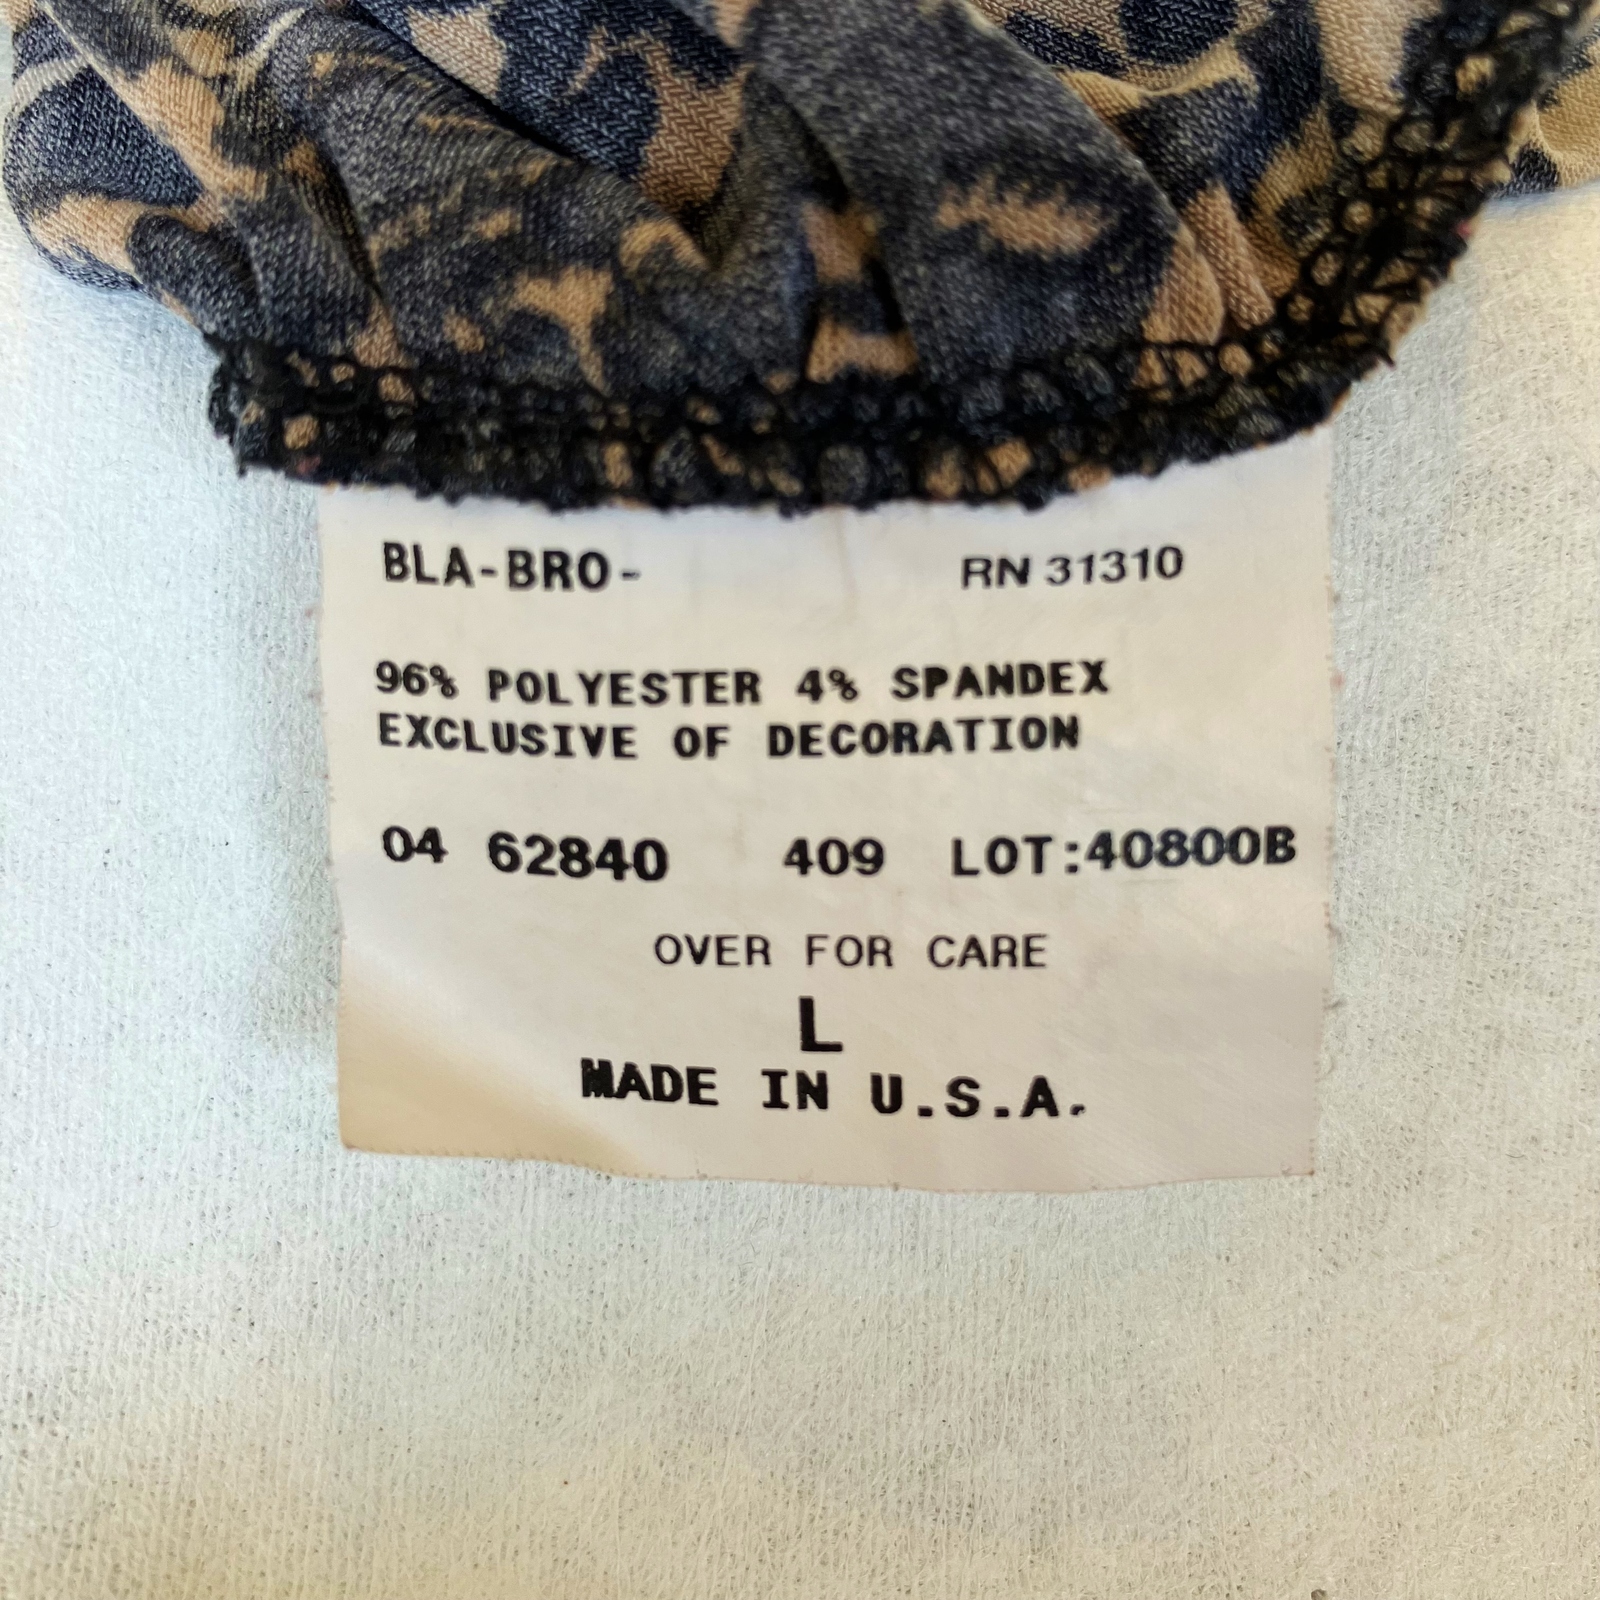 BLA-BRO- RN 31310
96% POLYESTER 4% SPANDEX
EXCLUSIVE OF DECORATION
04 62840 409 LOT:40800B
OVER FOR CARE
L
MADE IN U.S.A.